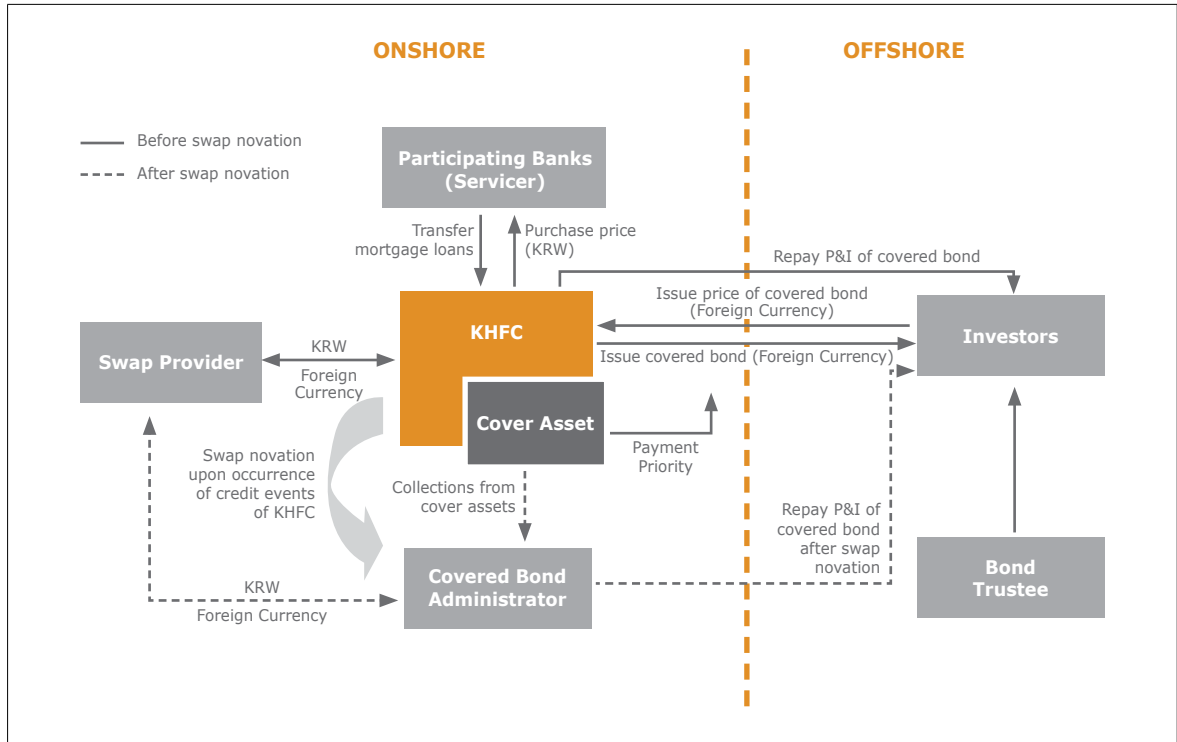 ONSHORE
OFFSHORE
Before swap novation
After swap novation
Participating Banks
(Servicer)
Transfer
mortgage loans
Purchase price
(KRW)
Repay P&I of covered bond
Issue price of covered bond
(Foreign Currency)
KHFC
Investors
Swap Provider
KRW
Foreign
Currency
Issue covered bond (Foreign Currency)
Cover Asset
Payment
Priority
Swap novation
upon occurrence
of credit events
of KHFC
Collections from
cover assets
Repay P&I of
covered bond
after swap
novation
Covered Bond
Administrator
Bond
Trustee
KRW
Foreign Currency